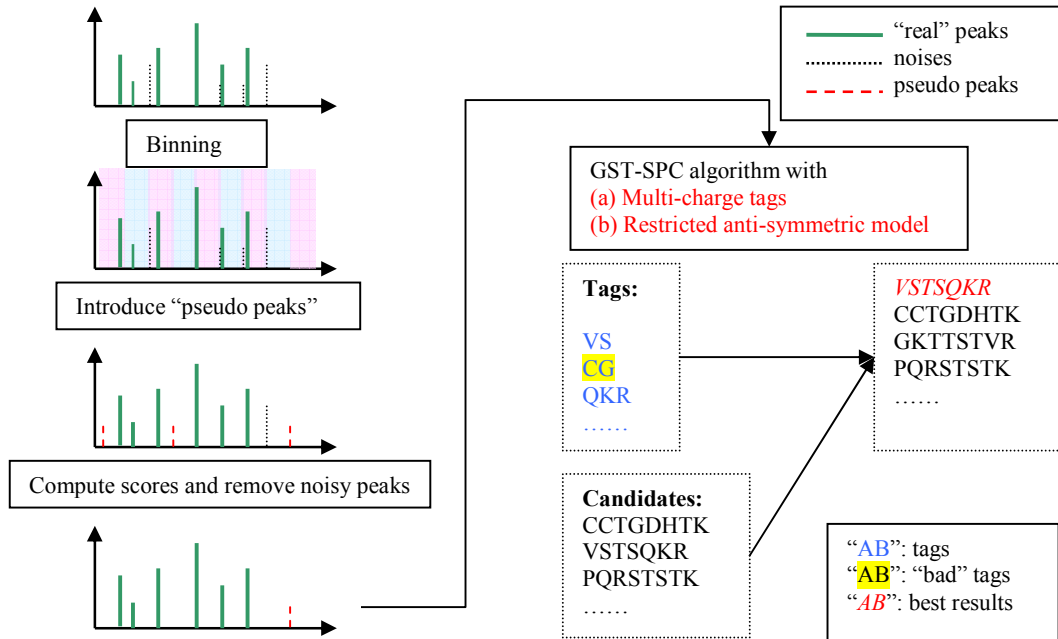 “real” peaks
noises
pseudo peaks
Binning
Introduce “pseudo peaks”
Compute scores and remove noisy peaks
GST-SPC algorithm with
(a) Multi-charge tags
(b) Restricted anti-symmetric model
Tags:
VS
CG
QKR
……
Candidates:
CCTGDHTK
VSTSQKR
PQRSTSTK
……
VSTSQKR
CCTGDHTK
GKTTSTVR
PQRSTSTK
……
“AB”: tags
“AB”: “bad” tags
“AB”: best results